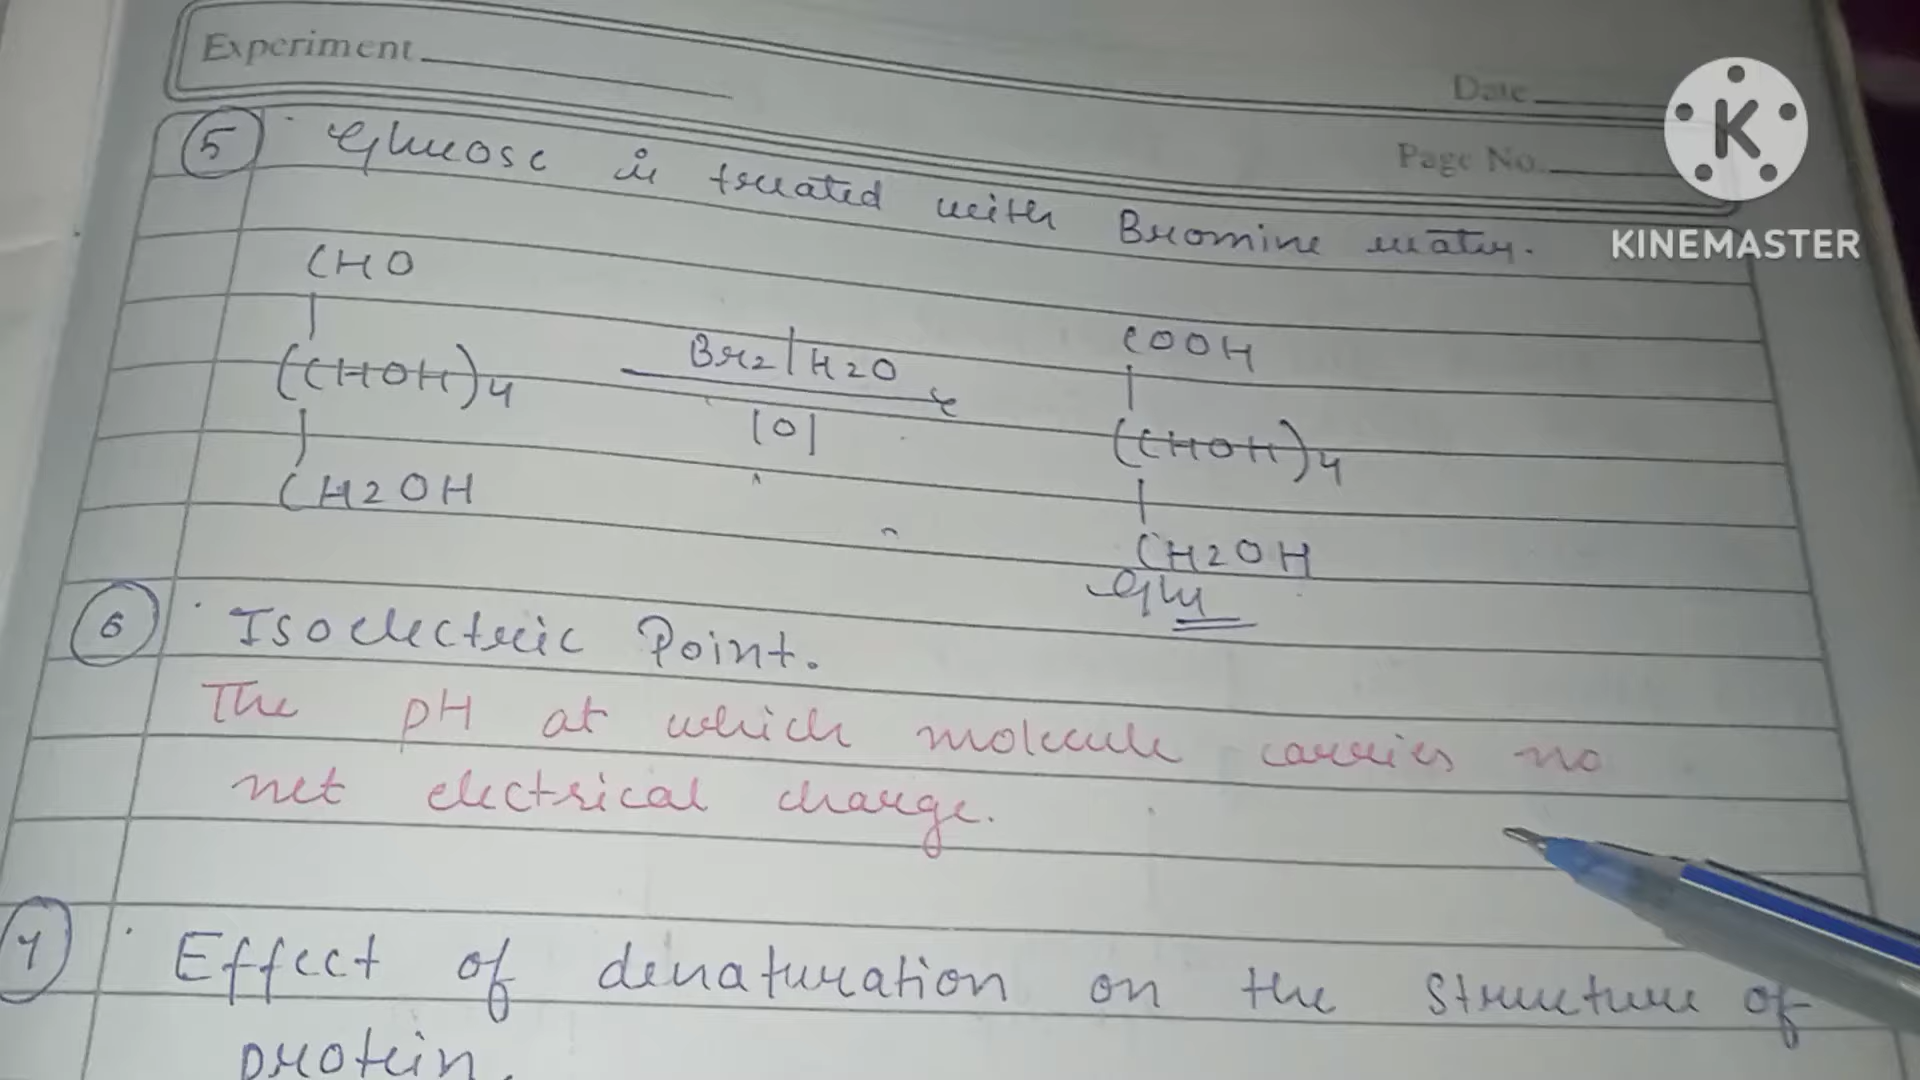 Experiment
Date
Page No.
KINEMASTER
5 Glucose is treated with Bromine water.
CHO
(CHOH)4
CH2OH
Br2/H2O
[O]
COOH
(CHOH)4
CH2OH
6 Isoelectric Point.
The pH at which molecule carries no
net electrical charge.
7 Effect of denaturation on the structure of
protein.